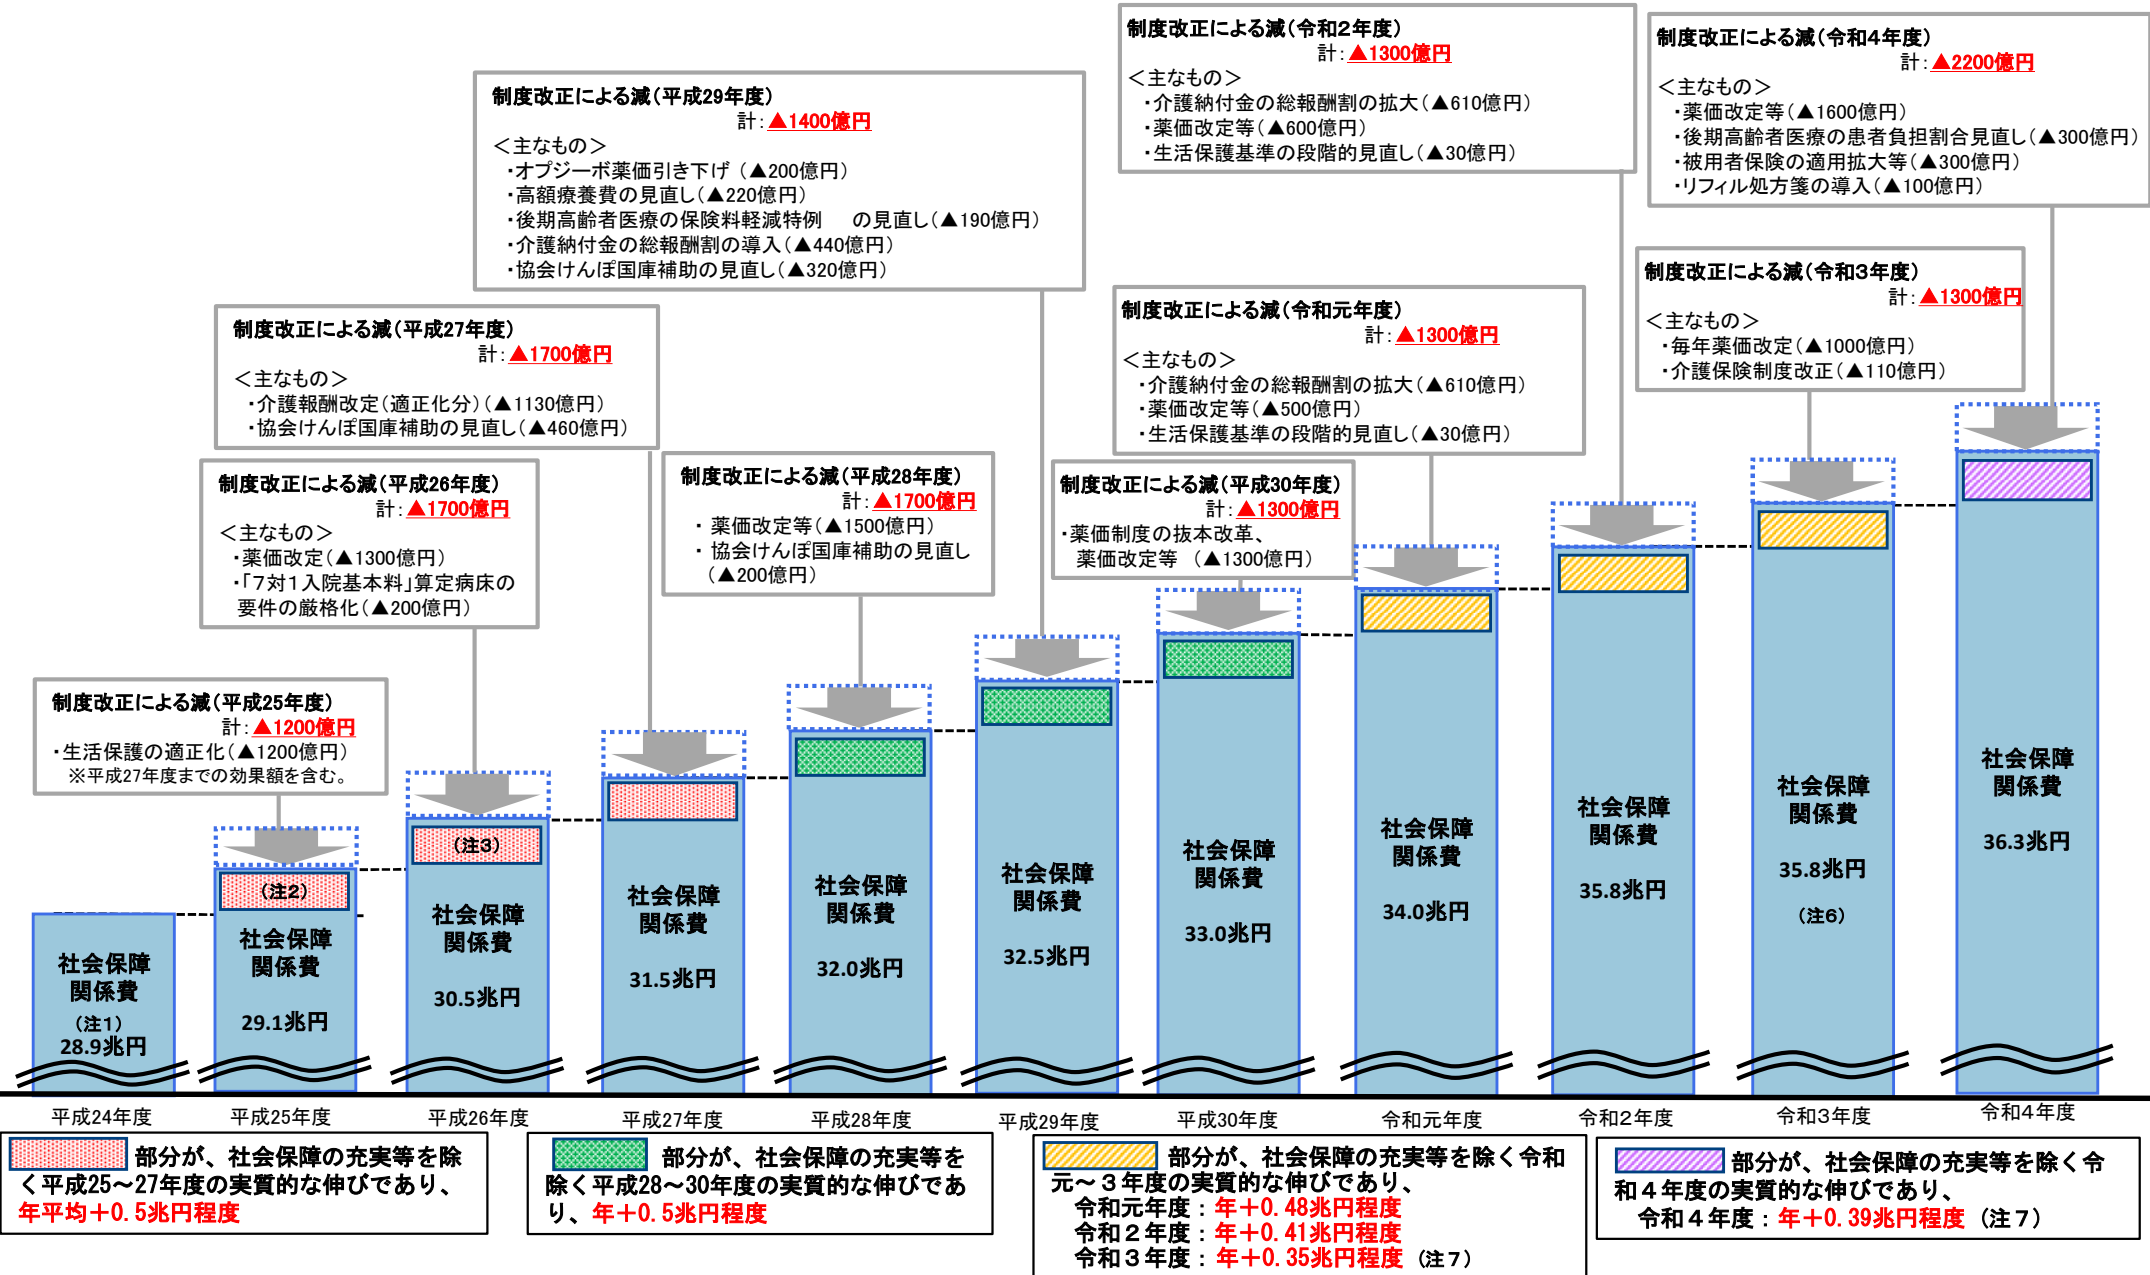 制度改正による減(令和2年度)
計:▲1300億円
<主なもの>
・介護納付金の総報酬割の拡大(▲610億円)
・薬価改定等(▲600億円)
・生活保護基準の段階的見直し(▲30億円)
制度改正による減(令和4年度)
計:▲2200億円
<主なもの>
・薬価改定等(▲1600億円)
・後期高齢者医療の患者負担割合見直し(▲300億円)
・被用者保険の適用拡大等(▲300億円)
・リフィル処方箋の導入(▲100億円)
制度改正による減(平成29年度)
計:▲1400億円
<主なもの>
・オプジーボ薬価引き下げ (▲200億円)
・高額療養費の見直し(▲220億円)
・後期高齢者医療の保険料軽減特例 の見直し(▲190億円)
・介護納付金の総報酬割の導入(▲440億円)
・協会けんぽ国庫補助の見直し(▲320億円)
制度改正による減(令和3年度)
計:▲1300億円
<主なもの>
・毎年薬価改定(▲1000億円)
・介護保険制度改正(▲110億円)
制度改正による減(令和元年度)
計:▲1300億円
<主なもの>
・介護納付金の総報酬割の拡大(▲610億円)
・薬価改定等(▲500億円)
・生活保護基準の段階的見直し(▲30億円)
制度改正による減(平成27年度)
計:▲1700億円
<主なもの>
・介護報酬改定(適正化分)(▲1130億円)
・協会けんぽ国庫補助の見直し(▲460億円)
制度改正による減(平成26年度)
計:▲1700億円
<主なもの>
・薬価改定(▲1300億円)
・「7対1入院基本料」算定病床の
要件の厳格化(▲200億円)
制度改正による減(平成28年度)
計:▲1700億円
・ 薬価改定等(▲1500億円)
・ 協会けんぽ国庫補助の見直し
(▲200億円)
制度改正による減(平成30年度)
計:▲1300億円
・薬価制度の抜本改革、
薬価改定等 (▲1300億円)
制度改正による減(平成25年度)
計:▲1200億円
・生活保護の適正化(▲1200億円)
※平成27年度までの効果額を含む。
社会保障
関係費
(注1)
28.9兆円
(注2)
社会保障
関係費
29.1兆円
(注3)
社会保障
関係費
30.5兆円
社会保障
関係費
31.5兆円
社会保障
関係費
32.0兆円
社会保障
関係費
32.5兆円
社会保障
関係費
33.0兆円
社会保障
関係費
34.0兆円
社会保障
関係費
35.8兆円
社会保障
関係費
35.8兆円
(注6)
社会保障
関係費
36.3兆円
平成24年度
平成25年度
平成26年度
平成27年度
平成28年度
平成29年度
平成30年度
令和元年度
令和2年度
令和3年度
令和4年度
部分が、社会保障の充実等を除
く平成25~27年度の実質的な伸びであり、
年平均+0.5兆円程度
部分が、社会保障の充実等を
除く平成28~30年度の実質的な伸びであ
り、年+0.5兆円程度
部分が、社会保障の充実等を除く令和
元~3年度の実質的な伸びであり、
令和元年度:年+0.48兆円程度
令和2年度:年+0.41兆円程度
令和3年度:年+0.35兆円程度 (注7)
部分が、社会保障の充実等を除く令
和4年度の実質的な伸びであり、
令和4年度:年+0.39兆円程度 (注7)